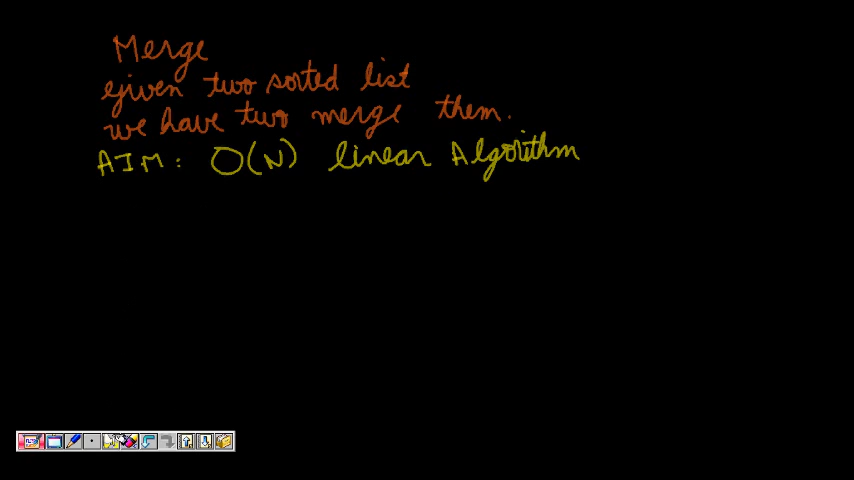 Merge
given two sorted list
we have two merge them.
AIM: O(N) linear Algorithm